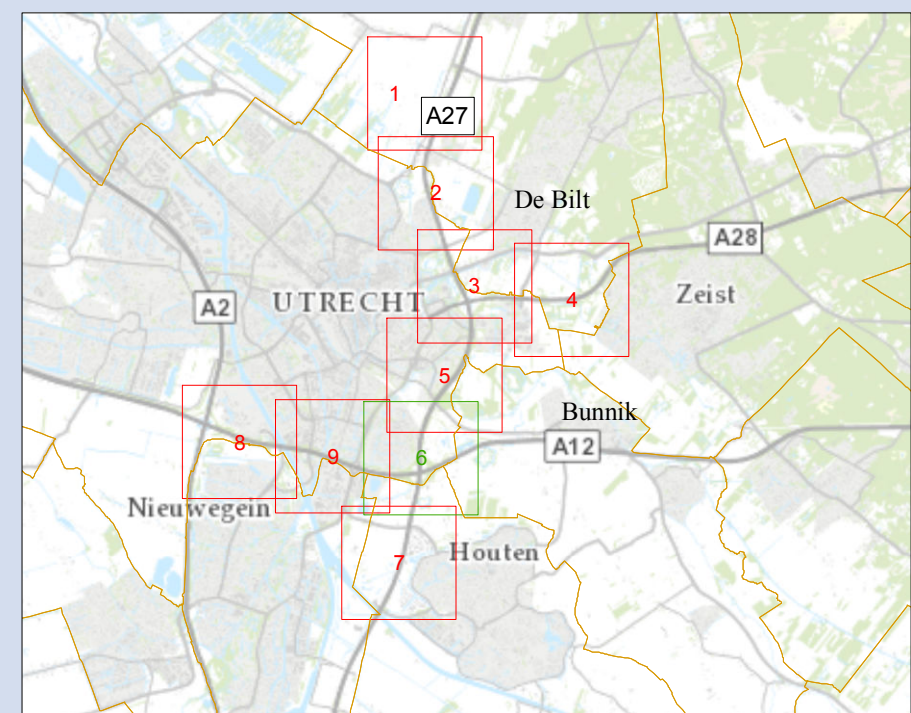 1
A27
2
De Bilt
A28
3
4
Zeist
A2
UTRECHT
5
Bunnik
8
9
6
A12
Nieuwegein
7
Houten